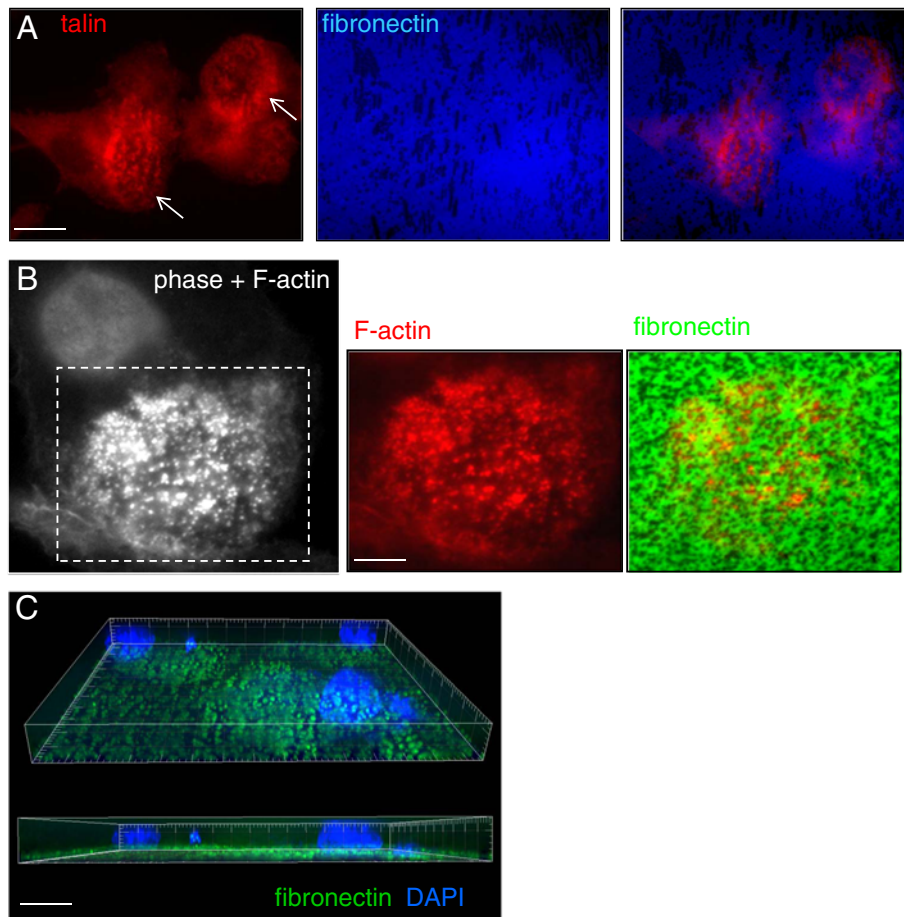 A talin fibronectin
B phase + F-actin
F-actin fibronectin
C
fibronectin DAPI